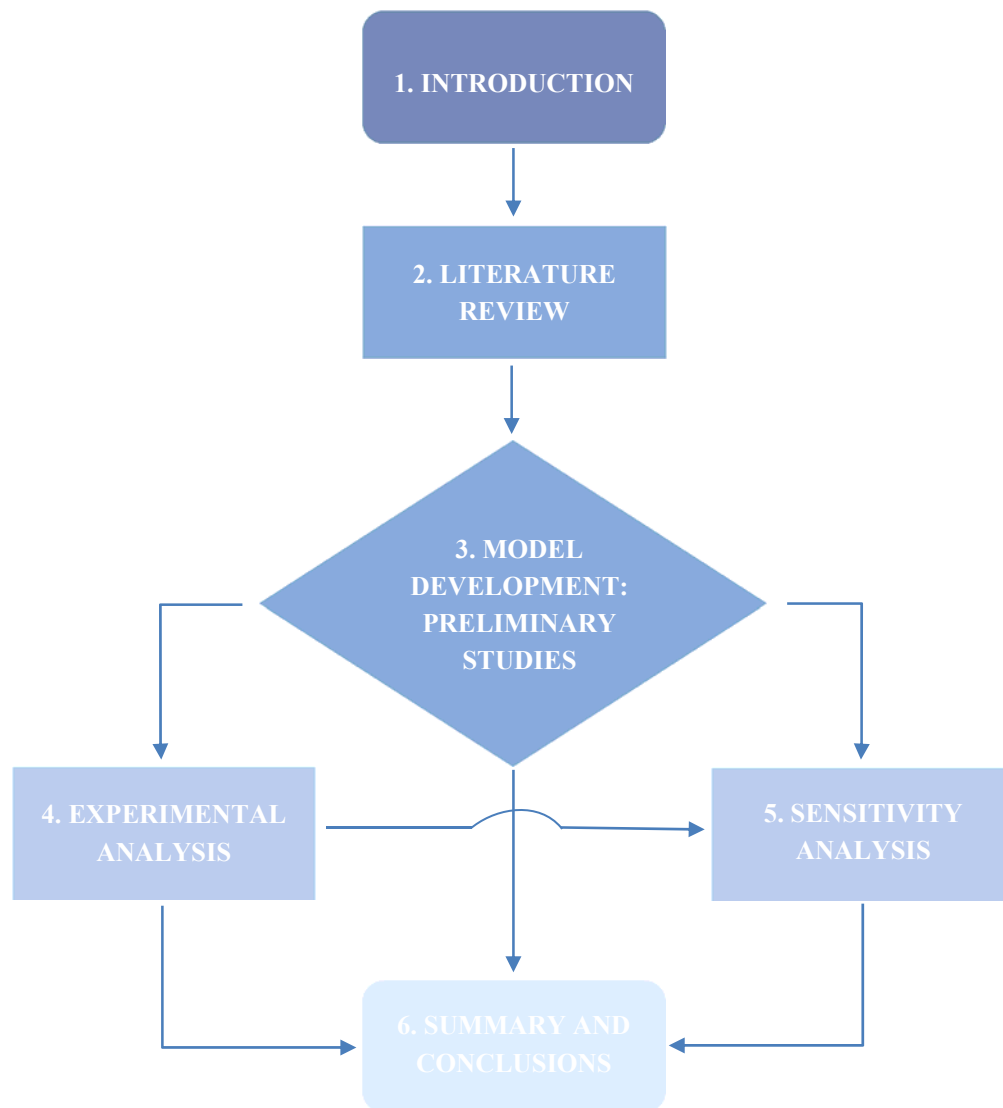 1. INTRODUCTION
2. LITERATURE
REVIEW
3. MODEL
DEVELOPMENT:
PRELIMINARY
STUDIES
4. EXPERIMENTAL
ANALYSIS
5. SENSITIVITY
ANALYSIS
6. SUMMARY AND
CONCLUSIONS